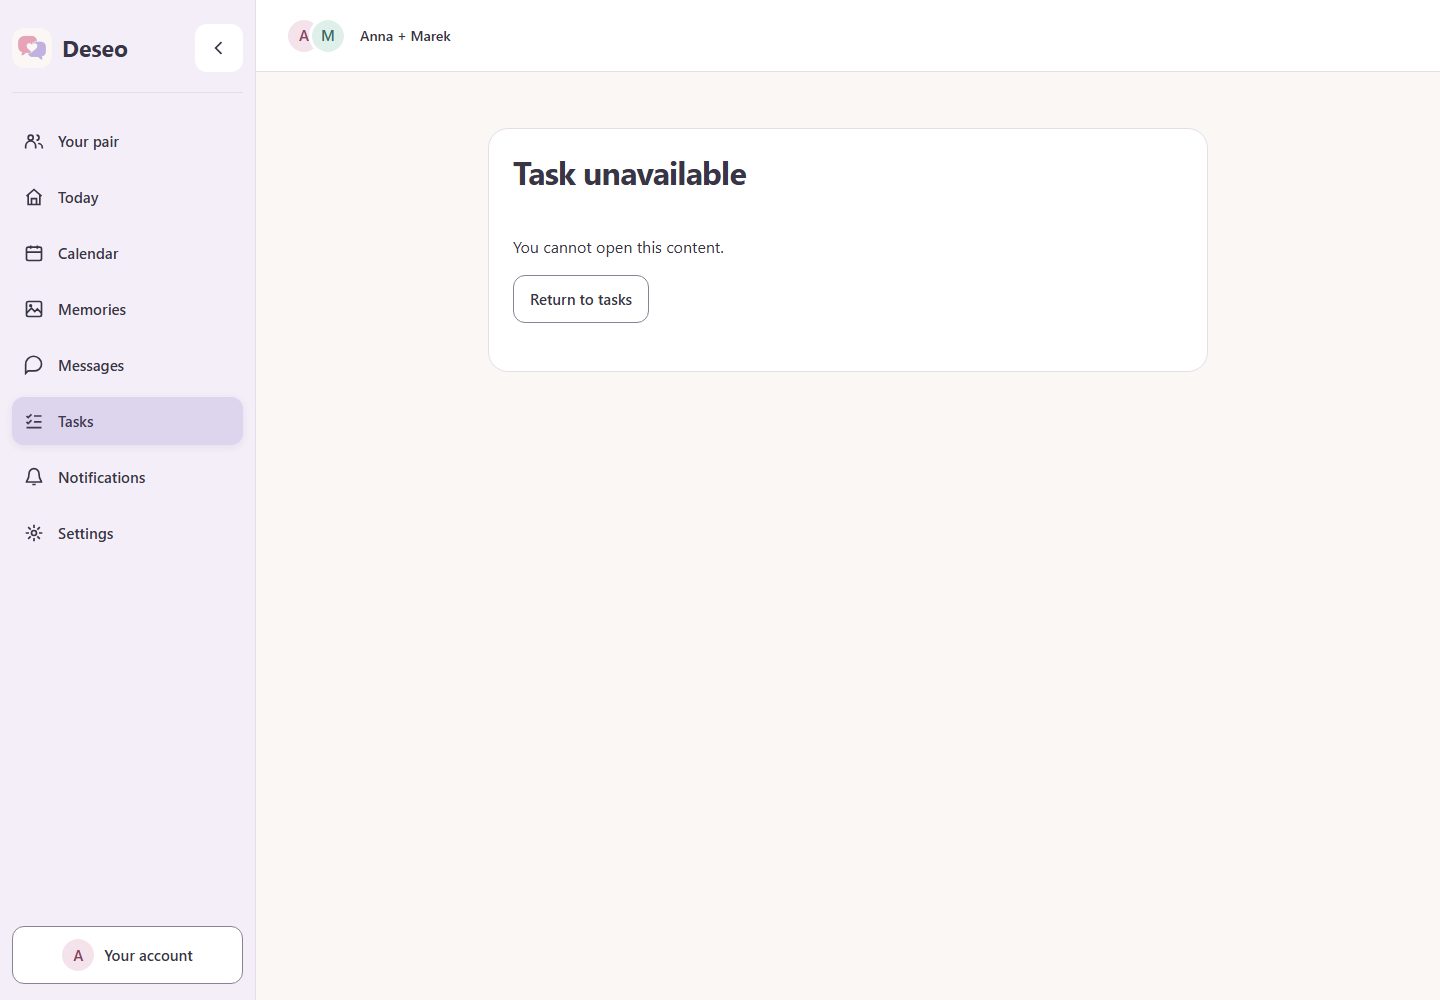 Deseo
A M Anna + Marek
Your pair
Today
Calendar
Memories
Messages
Tasks
Notifications
Settings
Task unavailable
You cannot open this content.
Return to tasks
A Your account